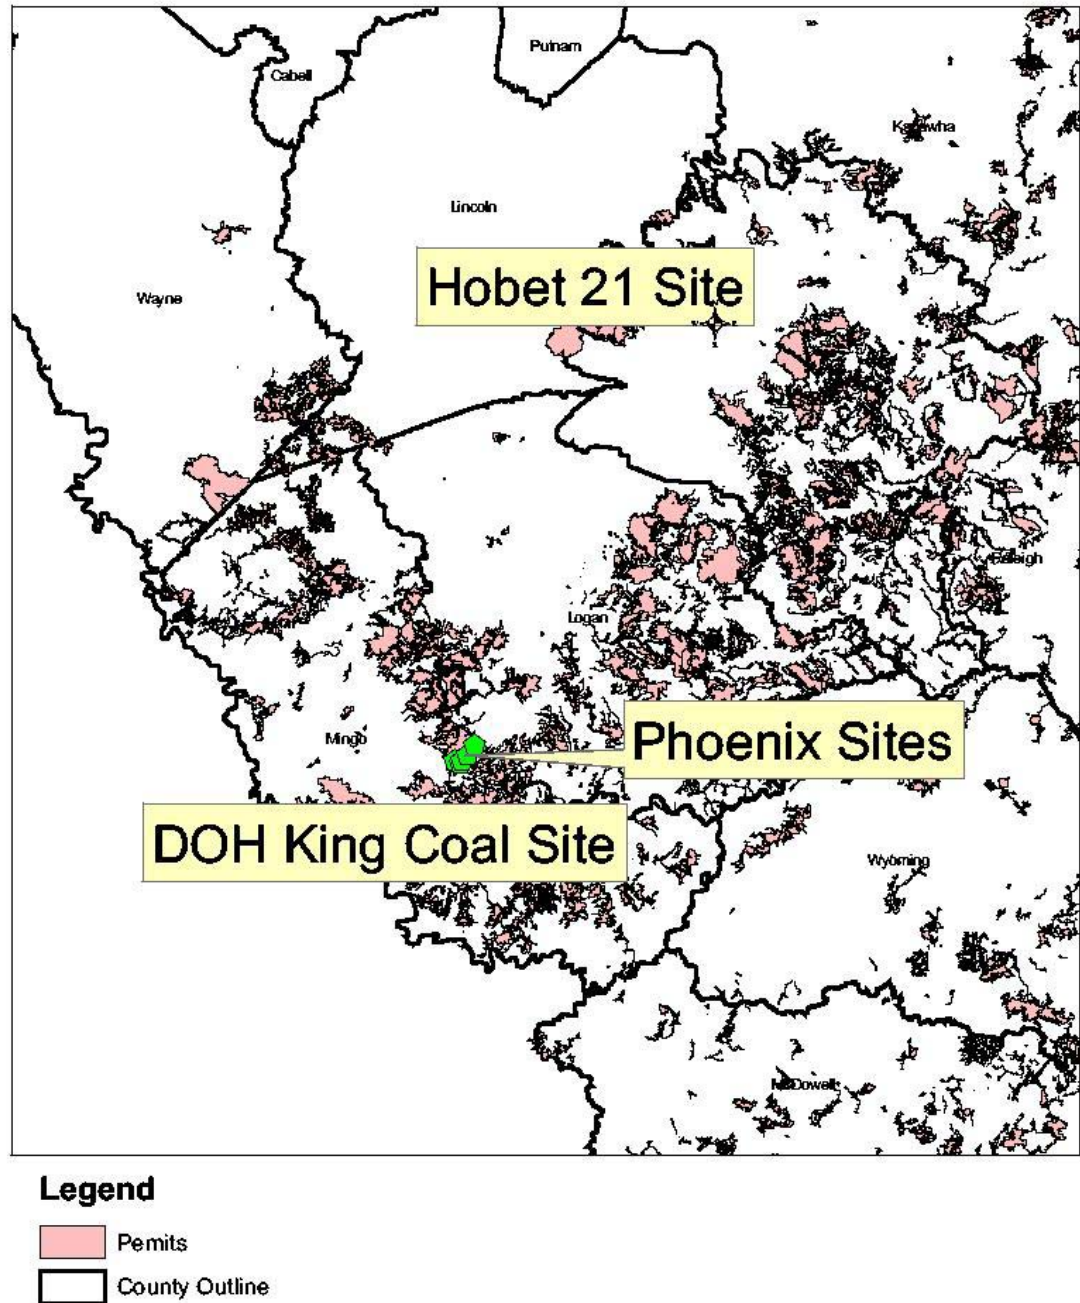 Putnam
Cabell
Kanawha
Lincoln
Hobet 21 Site
Wayne
Raleigh
Logan
Phoenix Sites
Mingo
DOH King Coal Site
Wyoming
McDowell
Legend
Pemits
County Outline